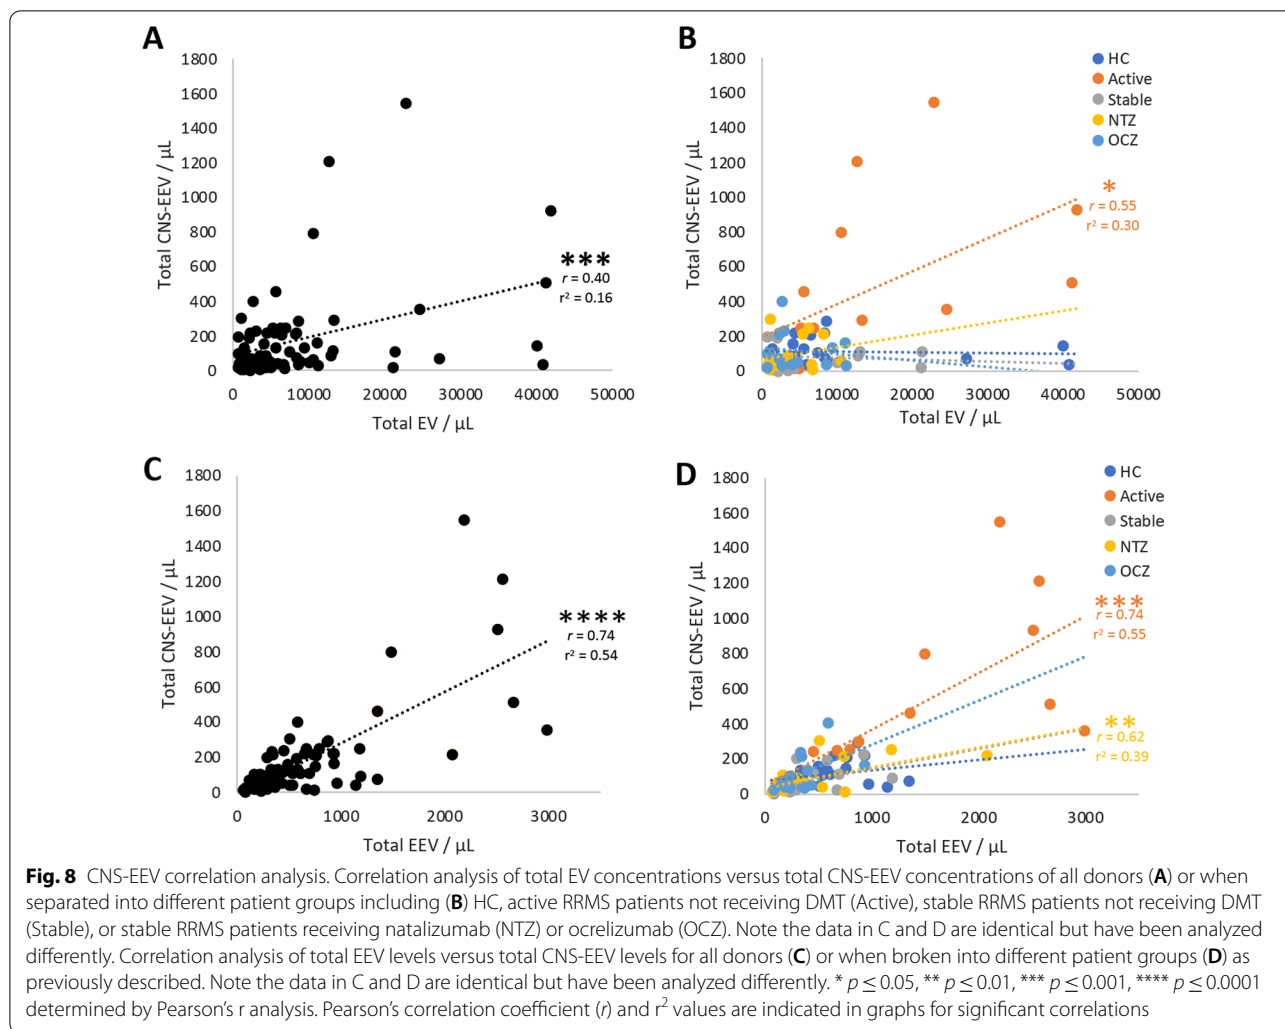 A
1800
1600
1400
1200
1000
800
600
400
200
0
Total CNS-EEV / µL
0 10000 20000 30000 40000 50000
Total EV / µL
***
r = 0.40
r² = 0.16
B
1800
1600
1400
1200
1000
800
600
400
200
0
Total CNS-EEV / µL
0 10000 20000 30000 40000 50000
Total EV / µL
HC
Active
Stable
NTZ
OCZ
*
r = 0.55
r² = 0.30
C
1800
1600
1400
1200
1000
800
600
400
200
0
Total CNS-EEV / µL
0 1000 2000 3000
Total EEV / µL
****
r = 0.74
r² = 0.54
D
1800
1600
1400
1200
1000
800
600
400
200
0
Total CNS-EEV / µL
0 1000 2000 3000
Total EEV / µL
HC
Active
Stable
NTZ
OCZ
***
r = 0.74
r² = 0.55
**
r = 0.62
r² = 0.39
Fig. 8 CNS-EEV correlation analysis. Correlation analysis of total EV concentrations versus total CNS-EEV concentrations of all donors (A) or when
separated into different patient groups including (B) HC, active RRMS patients not receiving DMT (Active), stable RRMS patients not receiving DMT
(Stable), or stable RRMS patients receiving natalizumab (NTZ) or ocrelizumab (OCZ). Note the data in C and D are identical but have been analyzed
differently. Correlation analysis of total EEV levels versus total CNS-EEV levels for all donors (C) or when broken into different patient groups (D) as
previously described. Note the data in C and D are identical but have been analyzed differently. * p ≤ 0.05, ** p ≤ 0.01, *** p ≤ 0.001, **** p ≤ 0.0001
determined by Pearson's r analysis. Pearson's correlation coefficient (r) and r² values are indicated in graphs for significant correlations